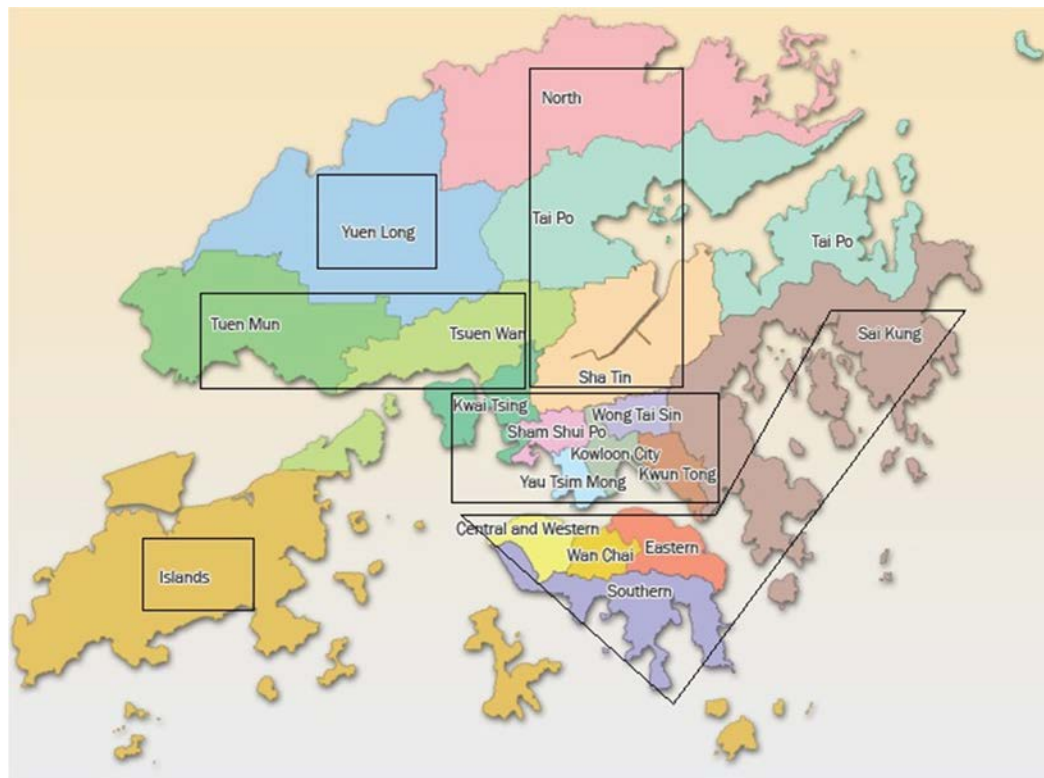 North
Tai Po
Yuen Long
Tai Po
Tuen Mun
Tsuen Wan
Sai Kung
Sha Tin
Kwai Tsing
Wong Tai Sin
Sham Shui Po
Kowloon City
Kwun Tong
Yau Tsim Mong
Central and Western
Wan Chai
Eastern
Islands
Southern